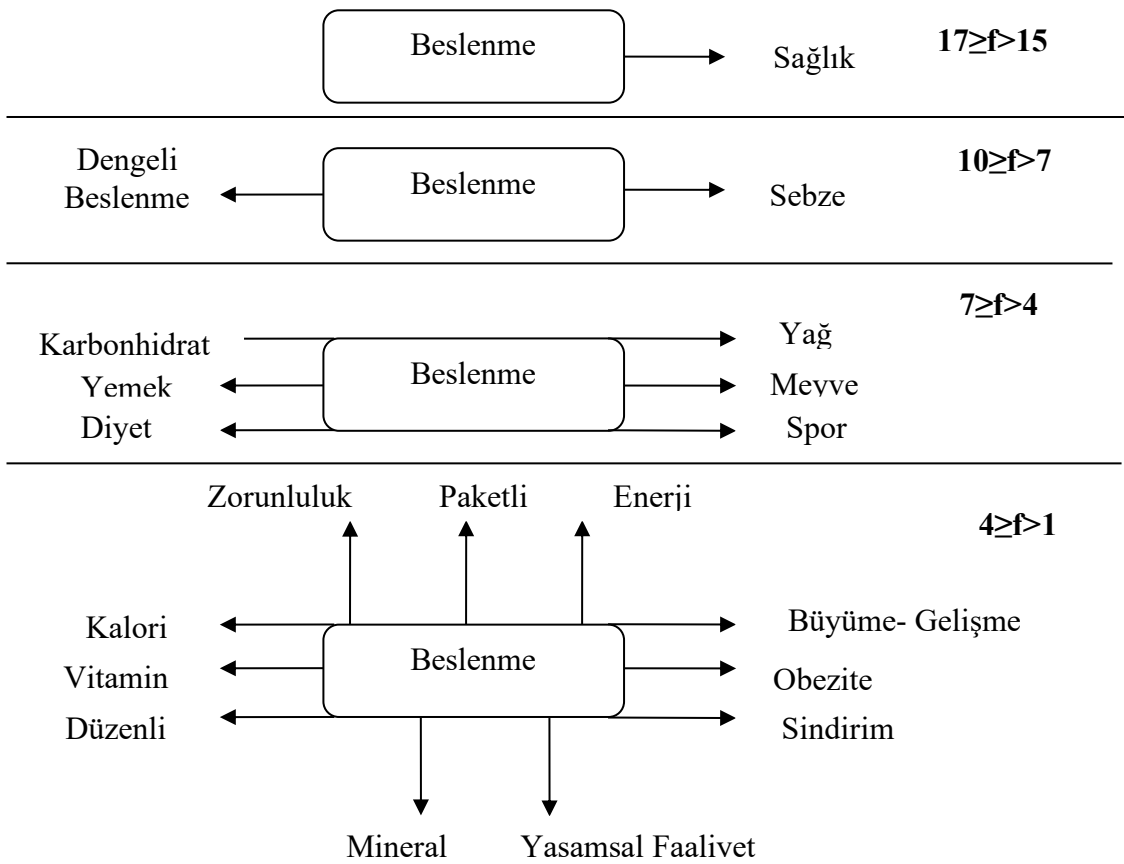 Beslenme
Sağlık
17≥f>15
Dengeli
Beslenme
Beslenme
Sebze
10≥f>7
7≥f>4
Karbonhidrat
Yağ
Beslenme
Yemek
Meyve
Diyet
Spor
Zorunluluk
Paketli
Enerji
4≥f>1
Kalori
Büyüme- Gelişme
Beslenme
Vitamin
Obezite
Düzenli
Sindirim
Mineral
Yaşamsal Faaliyet